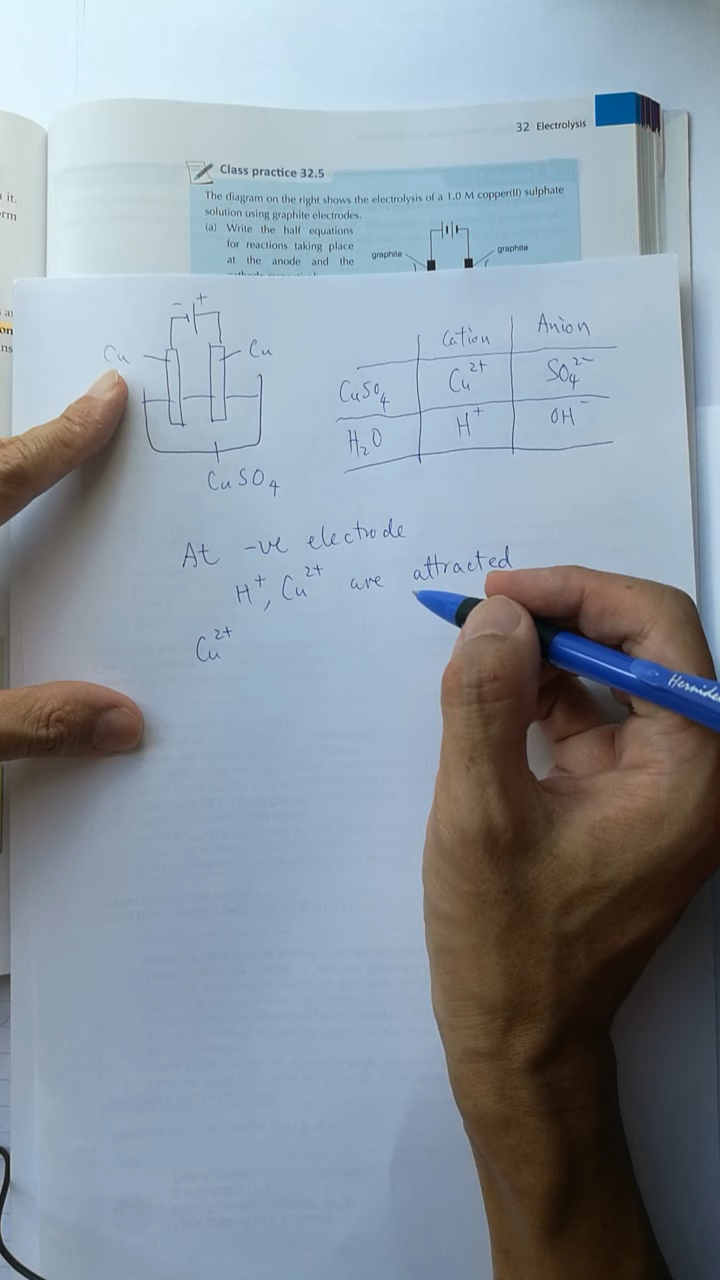 32 Electrolysis
Class practice 32.5
The diagram on the right shows the electrolysis of a 1.0 M copper(II) sulphate
solution using graphite electrodes.
(a) Write the half equations
for reactions taking place
at the anode and the
graphite
graphite
it.
- +
Cu
Cu
CuSO₄
Cation Anion
CuSO₄ Cu²⁺ SO₄²⁻
H₂O H⁺ OH⁻
At -ve electrode
H⁺, Cu²⁺ are attracted
Cu²⁺